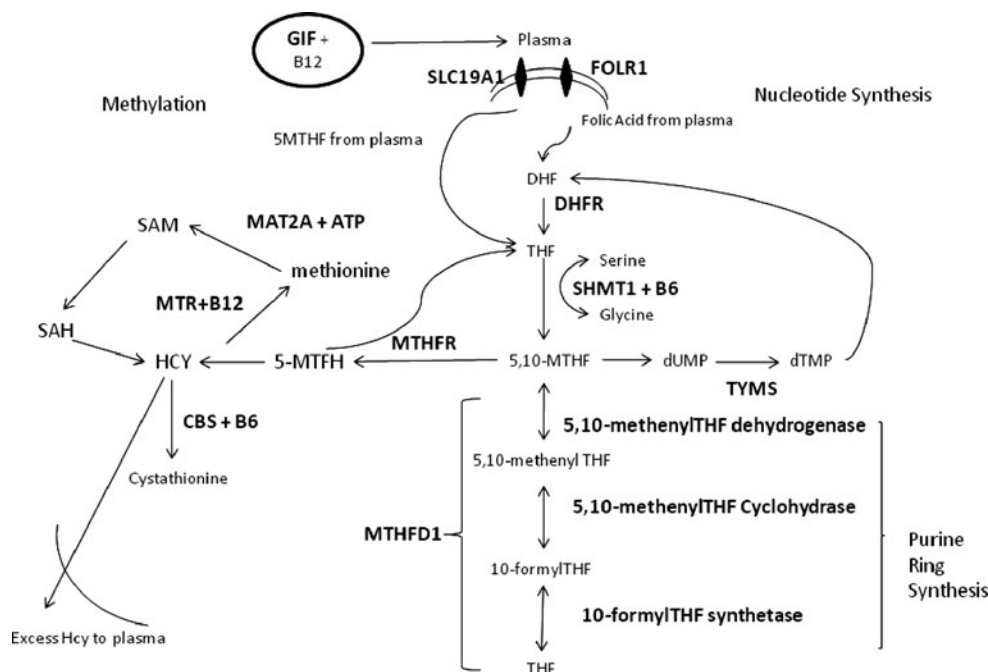 GIF +
B12
Plasma
SLC19A1
FOLR1
Methylation
Nucleotide Synthesis
5MTHF from plasma
Folic Acid from plasma
DHF
DHFR
SAM
MAT2A + ATP
THF
Serine
methionine
SHMT1 + B6
MTR+B12
Glycine
SAH
MTHFR
HCY
5-MTFH
5,10-MTHF
dUMP
dTMP
TYMS
CBS + B6
5,10-methenylTHF dehydrogenase
5,10-methenyl THF
Cystathionine
5,10-methenylTHF Cyclohydrase
MTHFD1
Purine
Ring
Synthesis
10-formylTHF
10-formylTHF synthetase
Excess Hcy to plasma
THF